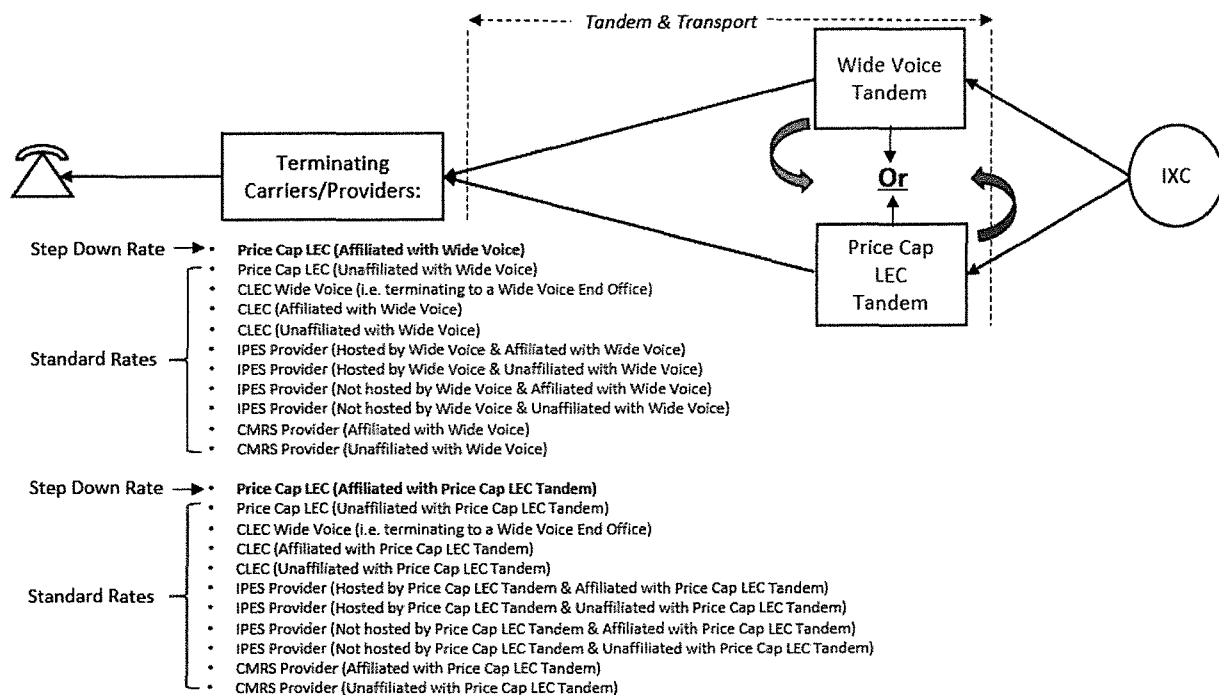 Tandem & Transport
Wide Voice
Tandem
Or
IXC
Price Cap
LEC
Tandem
Terminating
Carriers/Providers:
Step Down Rate
• Price Cap LEC (Affiliated with Wide Voice)
• Price Cap LEC (Unaffiliated with Wide Voice)
• CLEC Wide Voice (i.e. terminating to a Wide Voice End Office)
• CLEC (Affiliated with Wide Voice)
• CLEC (Unaffiliated with Wide Voice)
Standard Rates
• IPES Provider (Hosted by Wide Voice & Affiliated with Wide Voice)
• IPES Provider (Hosted by Wide Voice & Unaffiliated with Wide Voice)
• IPES Provider (Not hosted by Wide Voice & Affiliated with Wide Voice)
• IPES Provider (Not hosted by Wide Voice & Unaffiliated with Wide Voice)
• CMRS Provider (Affiliated with Wide Voice)
• CMRS Provider (Unaffiliated with Wide Voice)
Step Down Rate
• Price Cap LEC (Affiliated with Price Cap LEC Tandem)
• Price Cap LEC (Unaffiliated with Price Cap LEC Tandem)
• CLEC Wide Voice (i.e. terminating to a Wide Voice End Office)
• CLEC (Affiliated with Price Cap LEC Tandem)
• CLEC (Unaffiliated with Price Cap LEC Tandem)
Standard Rates
• IPES Provider (Hosted by Price Cap LEC Tandem & Affiliated with Price Cap LEC Tandem)
• IPES Provider (Hosted by Price Cap LEC Tandem & Unaffiliated with Price Cap LEC Tandem)
• IPES Provider (Not hosted by Price Cap LEC Tandem & Affiliated with Price Cap LEC Tandem)
• IPES Provider (Not hosted by Price Cap LEC Tandem & Unaffiliated with Price Cap LEC Tandem)
• CMRS Provider (Affiliated with Price Cap LEC Tandem)
• CMRS Provider (Unaffiliated with Price Cap LEC Tandem)